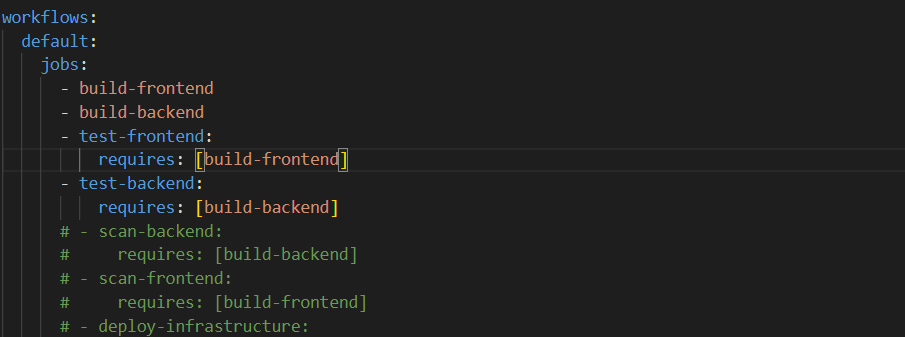 workflows:
  default:
    jobs:
      - build-frontend
      - build-backend
      - test-frontend:
          requires: [build-frontend]
      - test-backend:
          requires: [build-backend]
      # - scan-backend:
      #     requires: [build-backend]
      # - scan-frontend:
      #     requires: [build-frontend]
      # - deploy-infrastructure: